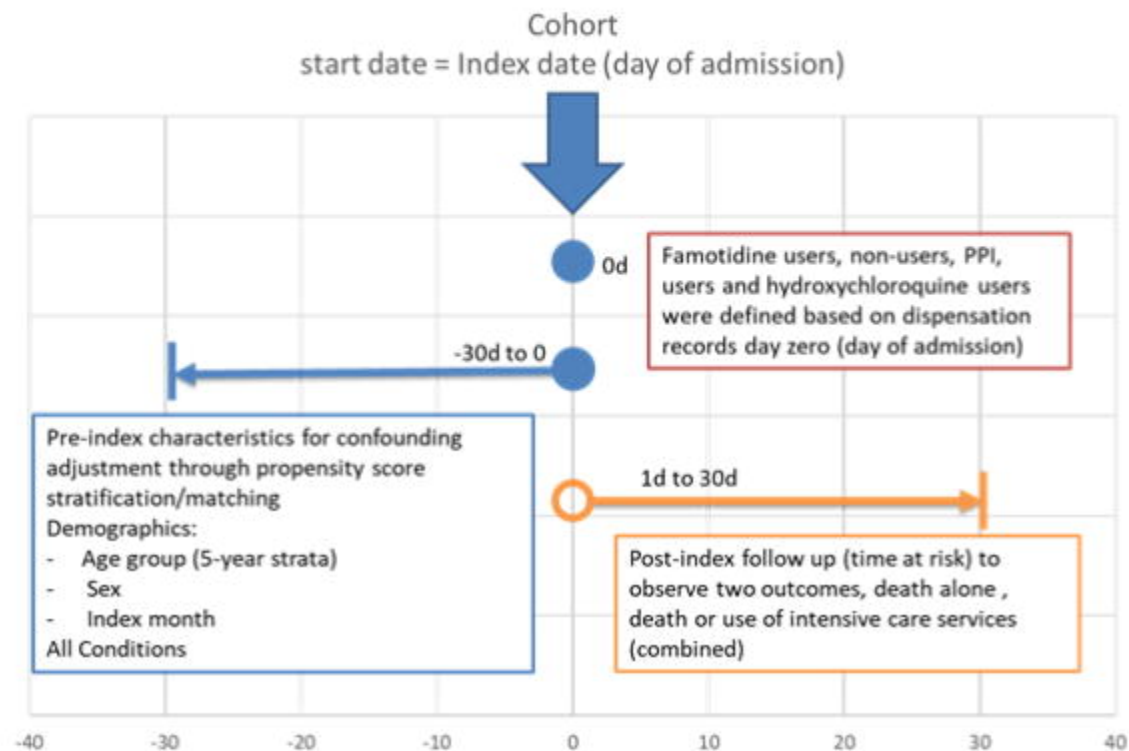 Cohort
start date = Index date (day of admission)
0d
Famotidine users, non-users, PPI,
users and hydroxychloroquine users
were defined based on dispensation
records day zero (day of admission)
-30d to 0
Pre-index characteristics for confounding
adjustment through propensity score
stratification/matching
Demographics:
- Age group (5-year strata)
- Sex
- Index month
All Conditions
1d to 30d
Post-index follow up (time at risk) to
observe two outcomes, death alone ,
death or use of intensive care services
(combined)
-40 -30 -20 -10 0 10 20 30 40